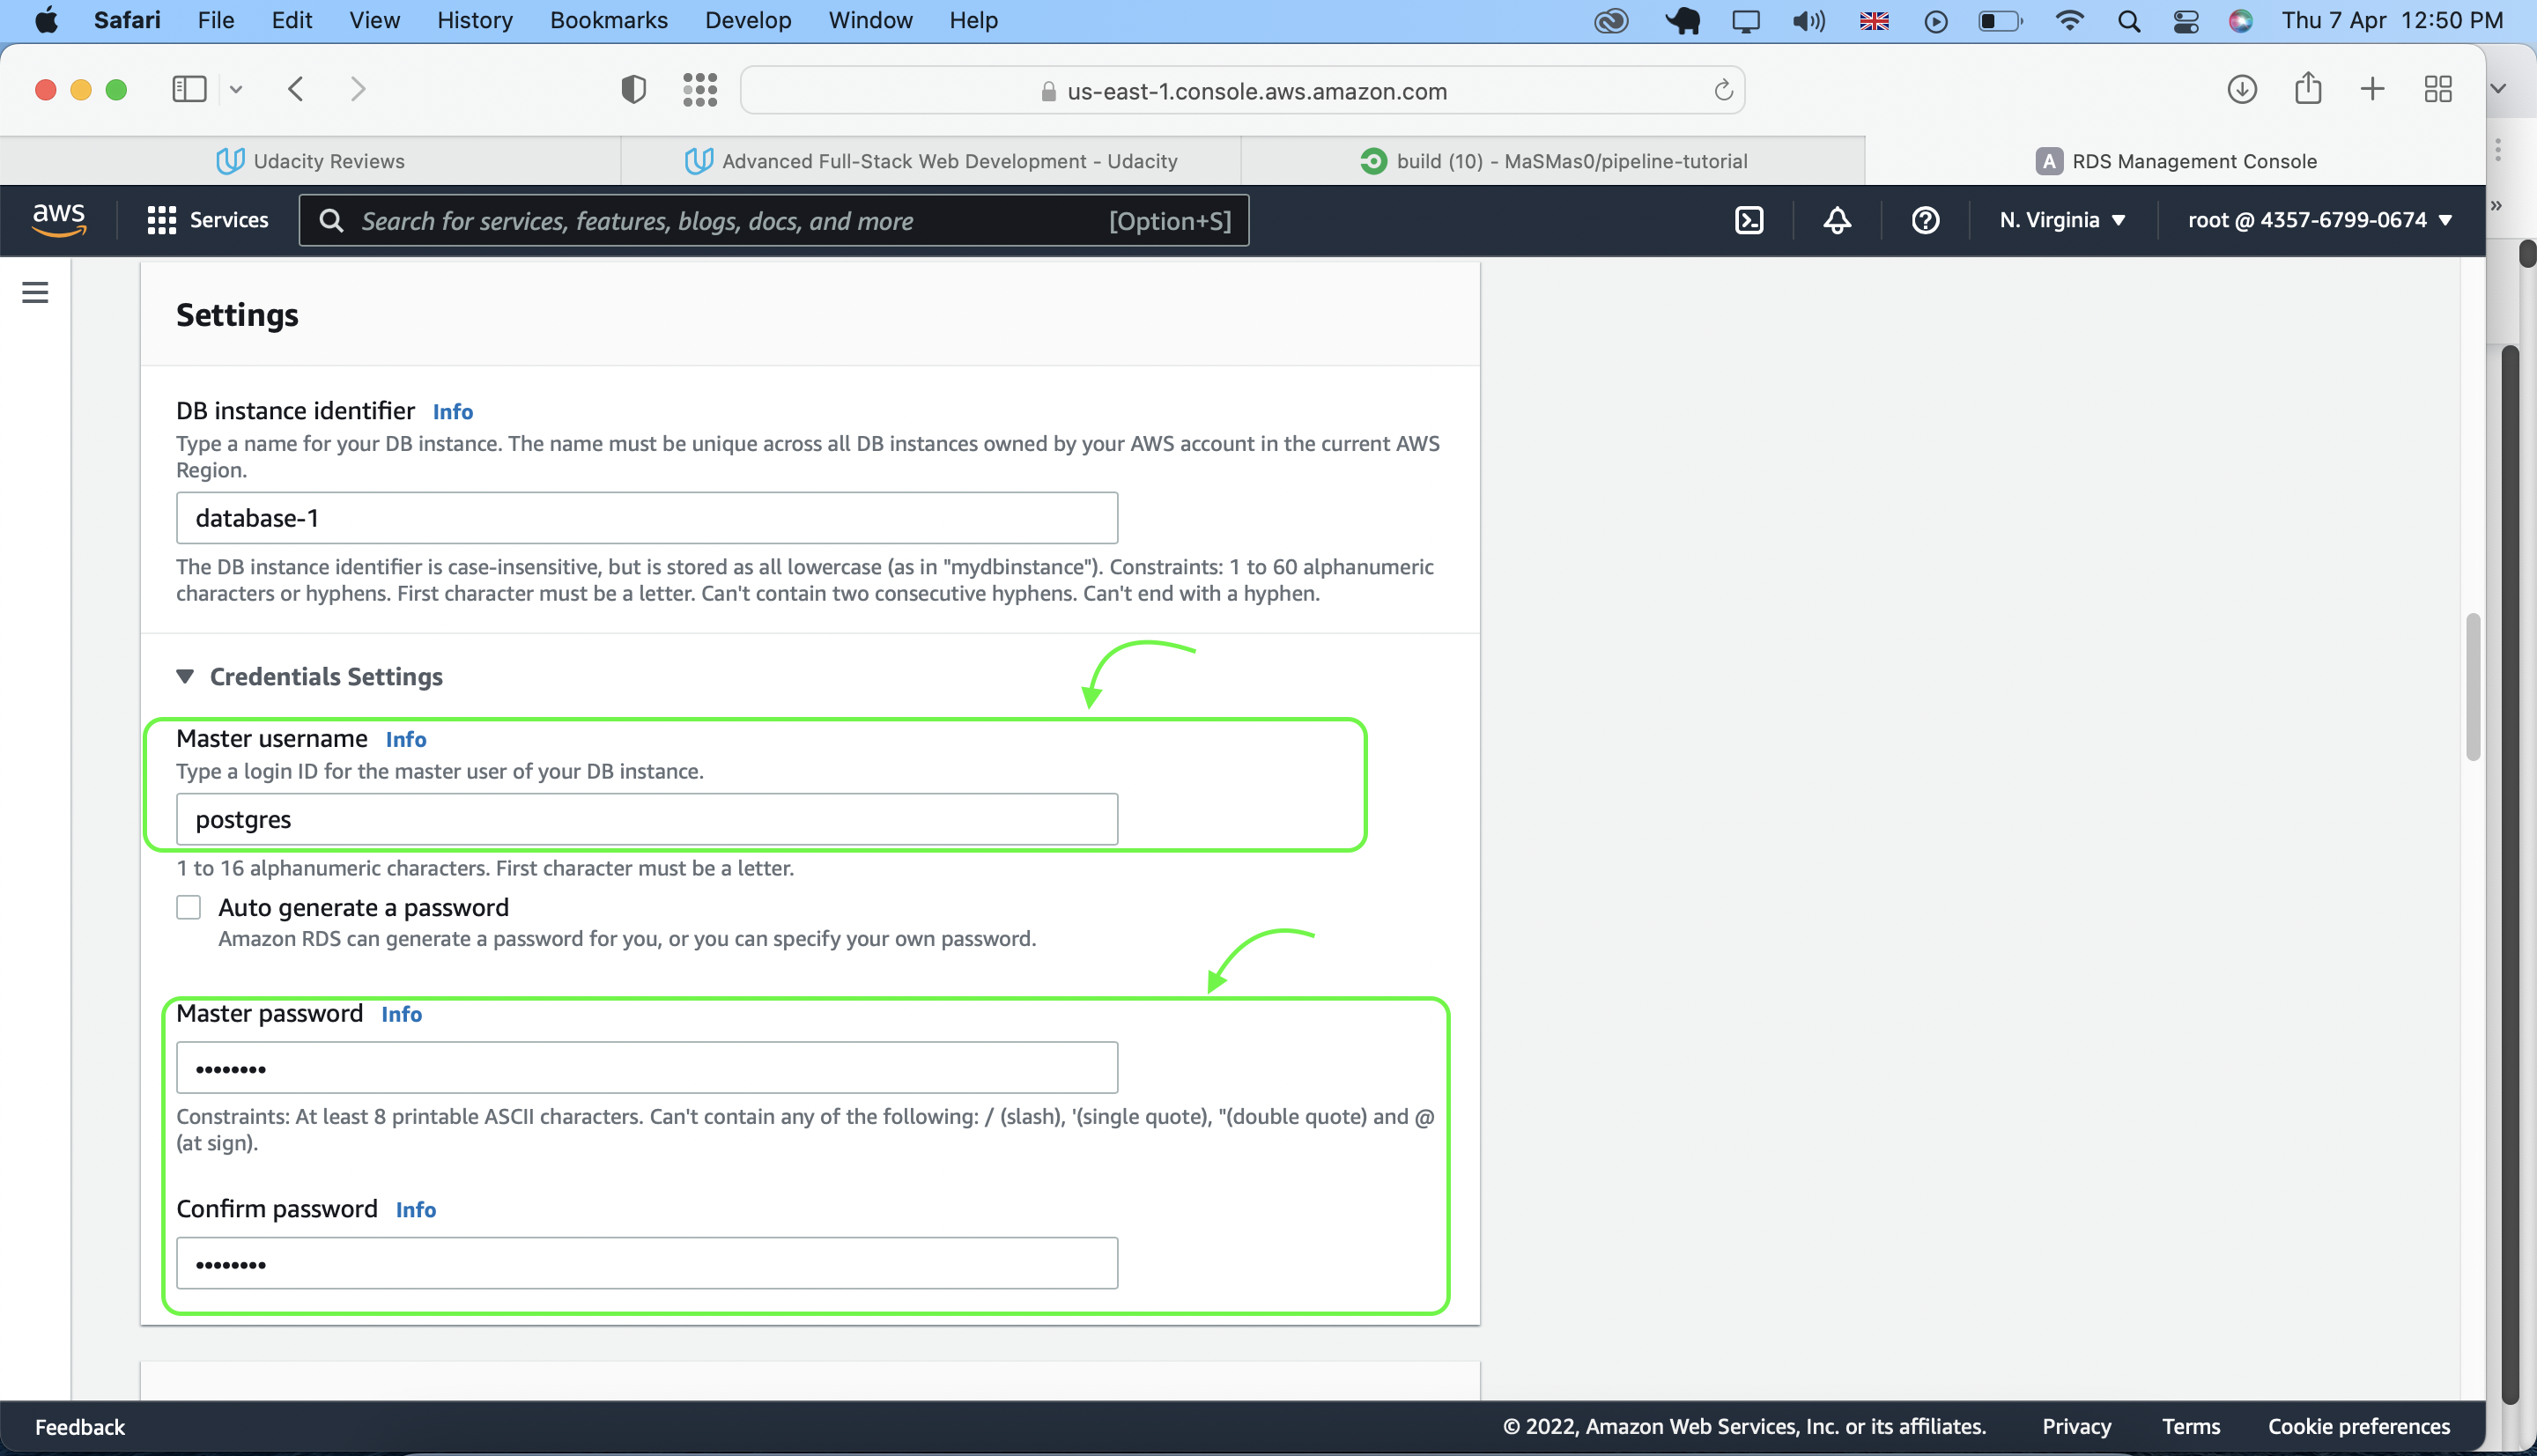 Safari File Edit View History Bookmarks Develop Window Help Thu 7 Apr 12:50 PM
us-east-1.console.aws.amazon.com
Udacity Reviews
Advanced Full-Stack Web Development - Udacity
build (10) - MaSMas0/pipeline-tutorial
A RDS Management Console
aws Services Search for services, features, blogs, docs, and more [Option+S] N. Virginia root @ 4357-6799-0674
Settings
DB instance identifier Info
Type a name for your DB instance. The name must be unique across all DB instances owned by your AWS account in the current AWS
Region.
database-1
The DB instance identifier is case-insensitive, but is stored as all lowercase (as in "mydbinstance"). Constraints: 1 to 60 alphanumeric
characters or hyphens. First character must be a letter. Can't contain two consecutive hyphens. Can't end with a hyphen.
Credentials Settings
Master username Info
Type a login ID for the master user of your DB instance.
postgres
1 to 16 alphanumeric characters. First character must be a letter.
Auto generate a password
Amazon RDS can generate a password for you, or you can specify your own password.
Master password Info
••••••••
Constraints: At least 8 printable ASCII characters. Can't contain any of the following: / (slash), '(single quote), "(double quote) and @
(at sign).
Confirm password Info
••••••••
Feedback © 2022, Amazon Web Services, Inc. or its affiliates. Privacy Terms Cookie preferences